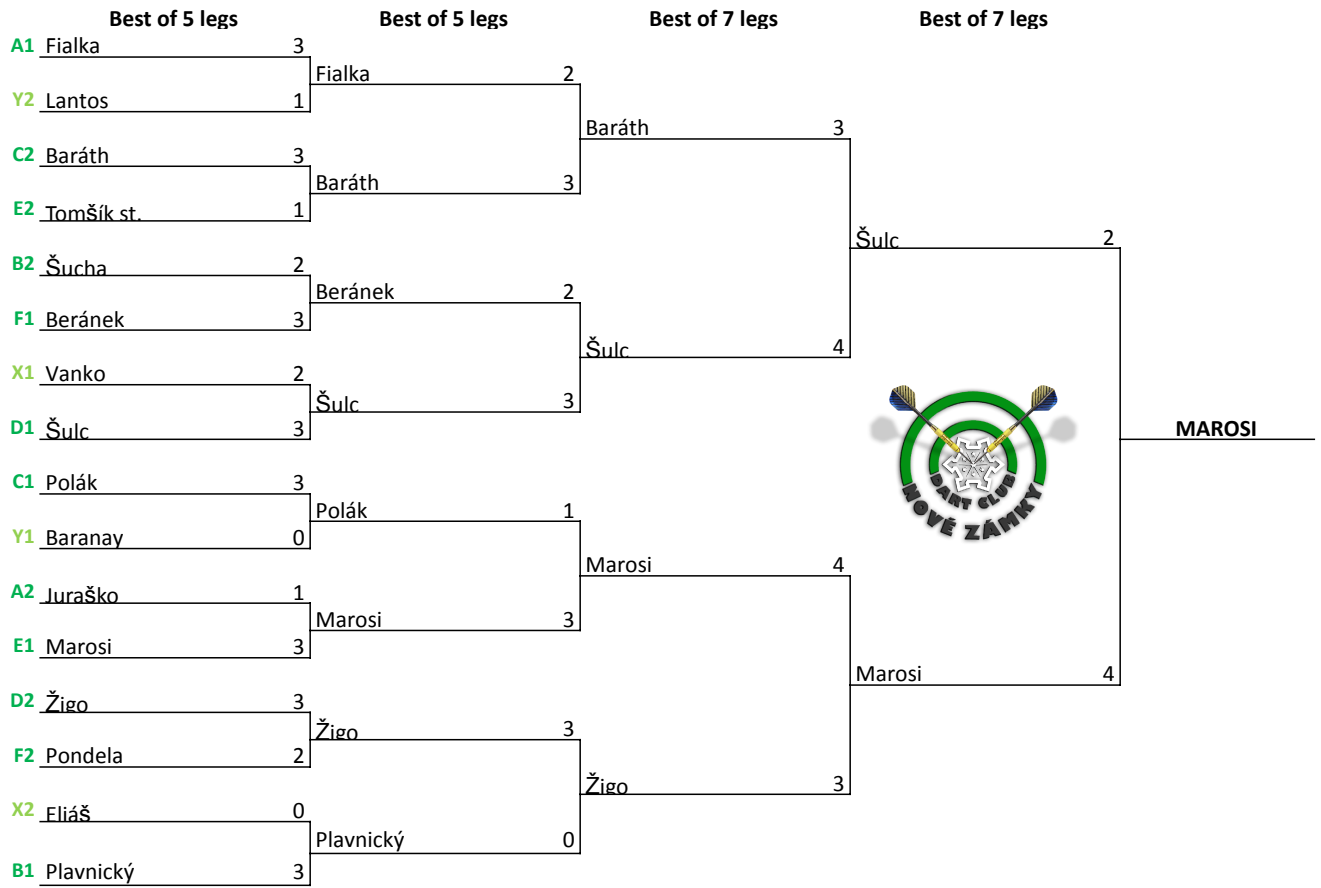 Best of 5 legs Best of 5 legs Best of 7 legs Best of 7 legs
A1 Fialka 3
Fialka 2
Y2 Lantos 1
Baráth 3
C2 Baráth 3
Baráth 3
E2 Tomšík st. 1
Šulc 2
B2 Šucha 2
Beránek 2
F1 Beránek 3
Šulc 4
X1 Vanko 2
Šulc 3
D1 Šulc 3
MAROSI
C1 Polák 3
DART CLUB
NOVÉ ZÁMKY
Polák 1
Y1 Baranay 0
Marosi 4
A2 Juraško 1
Marosi 3
E1 Marosi 3
Marosi 4
D2 Žigo 3
Žigo 3
F2 Pondela 2
Žigo 3
X2 Eliáš 0
Plavnický 0
B1 Plavnický 3